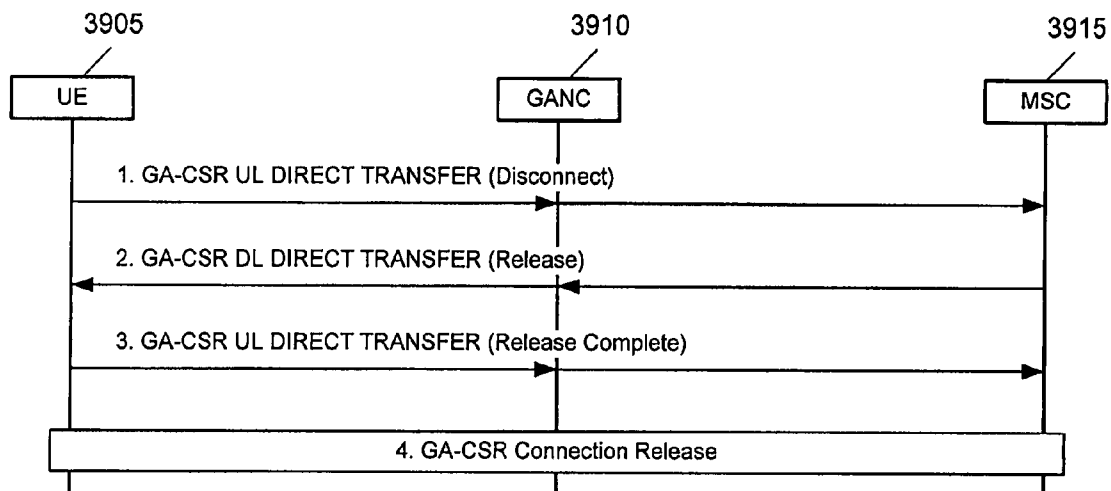 3905
3910
3915
UE
GANC
MSC
1. GA-CSR UL DIRECT TRANSFER (Disconnect)
2. GA-CSR DL DIRECT TRANSFER (Release)
3. GA-CSR UL DIRECT TRANSFER (Release Complete)
4. GA-CSR Connection Release